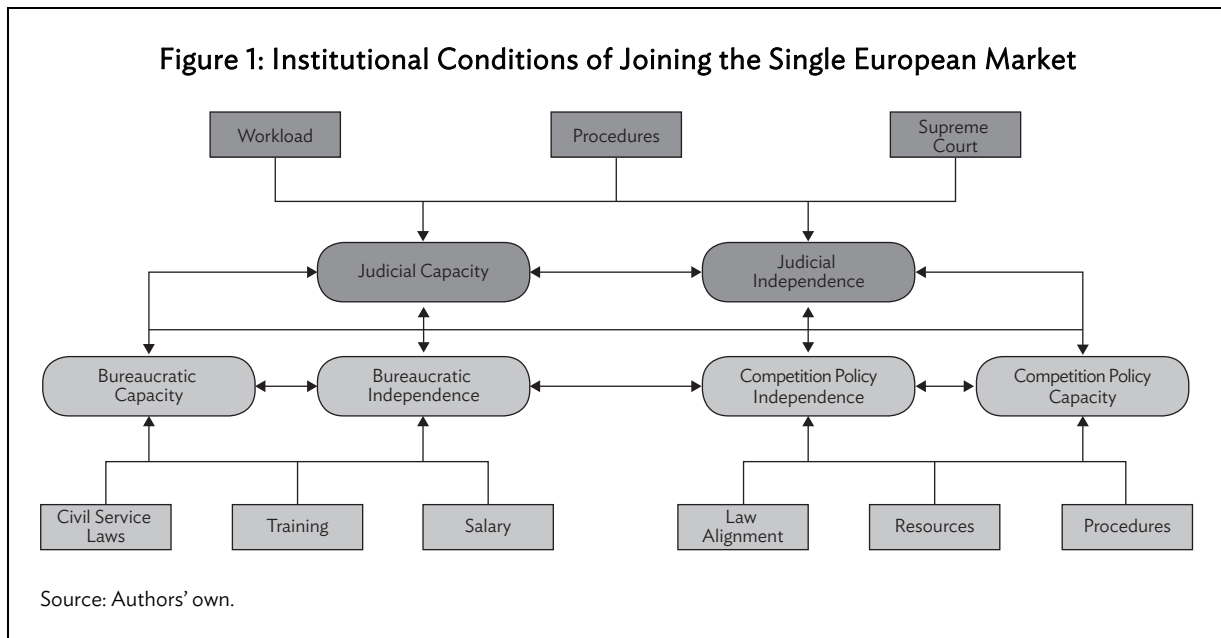 Figure 1: Institutional Conditions of Joining the Single European Market
Workload
Procedures
Supreme
Court
Judicial Capacity
Judicial
Independence
Bureaucratic
Capacity
Bureaucratic
Independence
Competition Policy
Independence
Competition Policy
Capacity
Civil Service
Laws
Training
Salary
Law
Alignment
Resources
Procedures
Source: Authors’ own.